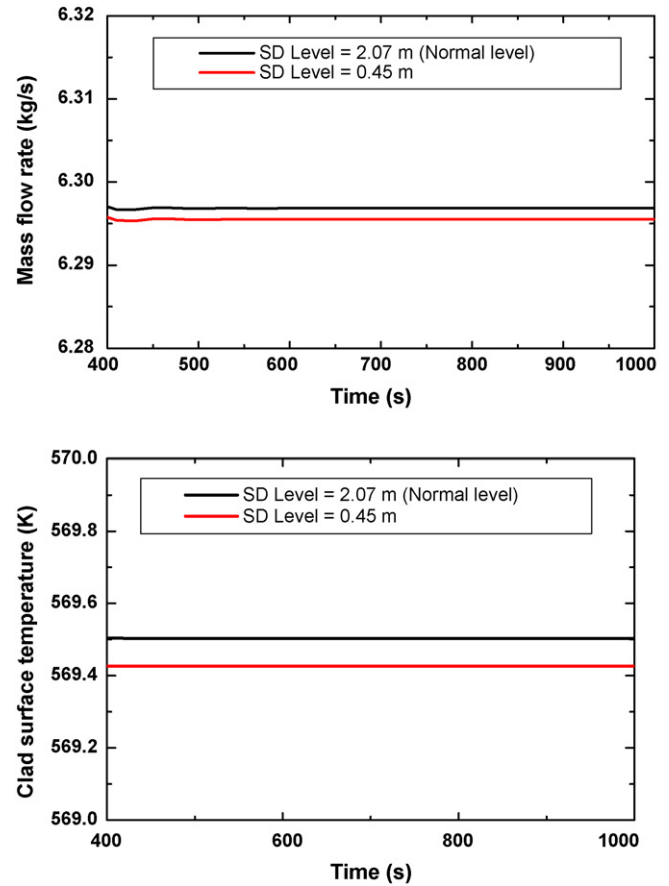 6.32
SD Level = 2.07 m (Normal level)
SD Level = 0.45 m
6.31
6.30
6.29
6.28
Mass flow rate (kg/s)
400 500 600 700 800 900 1000
Time (s)
570.0
SD Level = 2.07 m (Normal level)
SD Level = 0.45 m
569.8
569.6
569.4
569.2
569.0
Clad surface temperature (K)
400 600 800 1000
Time (s)